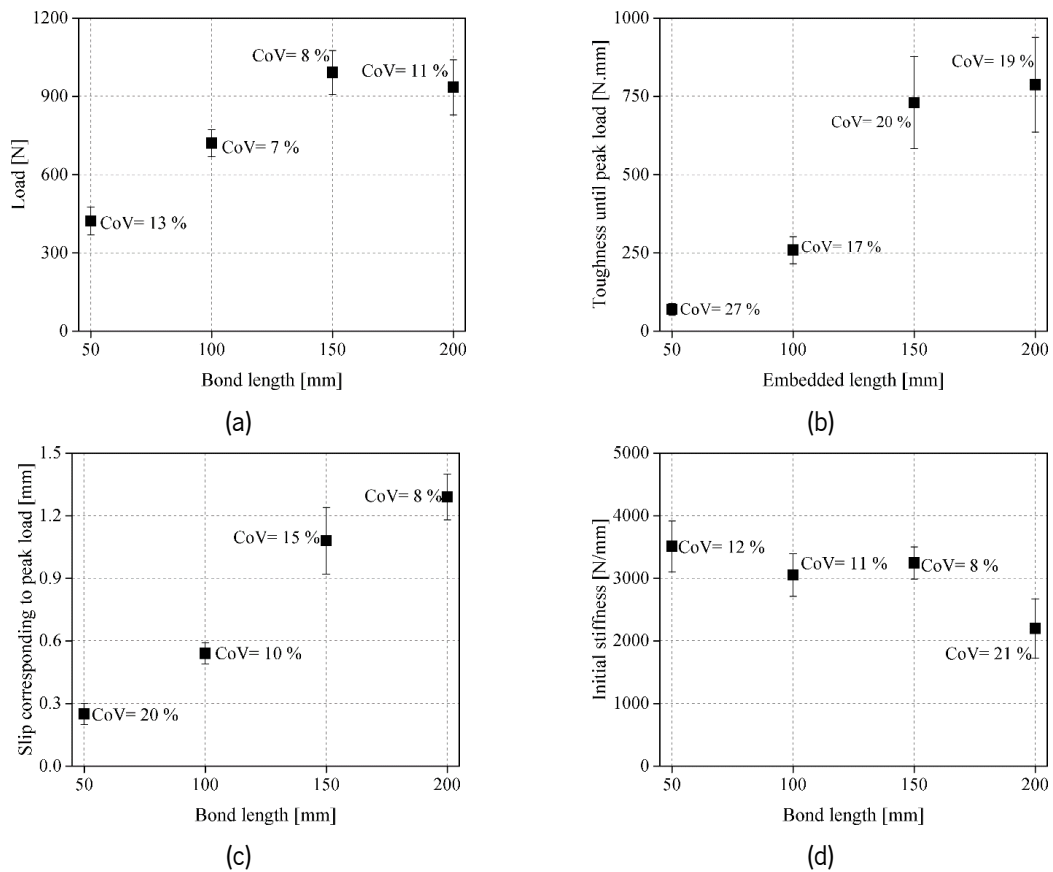 1200
900
600
300
0
Load [N]
CoV= 13 %
CoV= 7 %
CoV= 8 %
CoV= 11 %
50 100 150 200
Bond length [mm]
(a)
1000
750
500
250
0
Toughness until peak load [N.mm]
CoV= 27 %
CoV= 17 %
CoV= 20 %
CoV= 19 %
50 100 150 200
Embedded length [mm]
(b)
1.5
1.2
0.9
0.6
0.3
0.0
Slip corresponding to peak load [mm]
CoV= 20 %
CoV= 10 %
CoV= 15 %
CoV= 8 %
50 100 150 200
Bond length [mm]
(c)
5000
4000
3000
2000
1000
0
Initial stiffness [N/mm]
CoV= 12 %
CoV= 11 %
CoV= 8 %
CoV= 21 %
50 100 150 200
Bond length [mm]
(d)